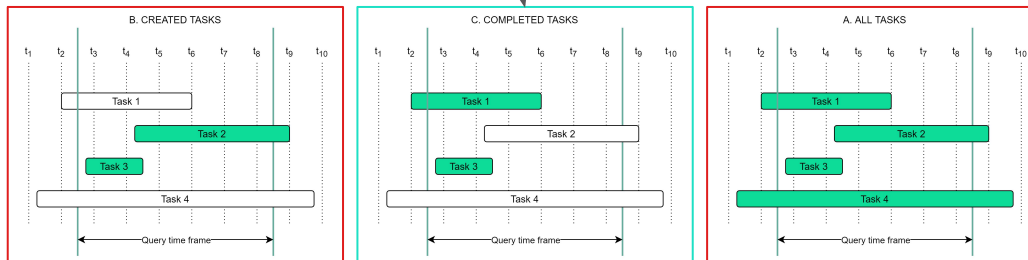 B. CREATED TASKS
t1 t2 t3 t4 t5 t6 t7 t8 t9 t10
Task 1
Task 2
Task 3
Task 4
Query time frame
C. COMPLETED TASKS
t1 t2 t3 t4 t5 t6 t7 t8 t9 t10
Task 1
Task 2
Task 3
Task 4
Query time frame
A. ALL TASKS
t1 t2 t3 t4 t5 t6 t7 t8 t9 t10
Task 1
Task 2
Task 3
Task 4
Query time frame